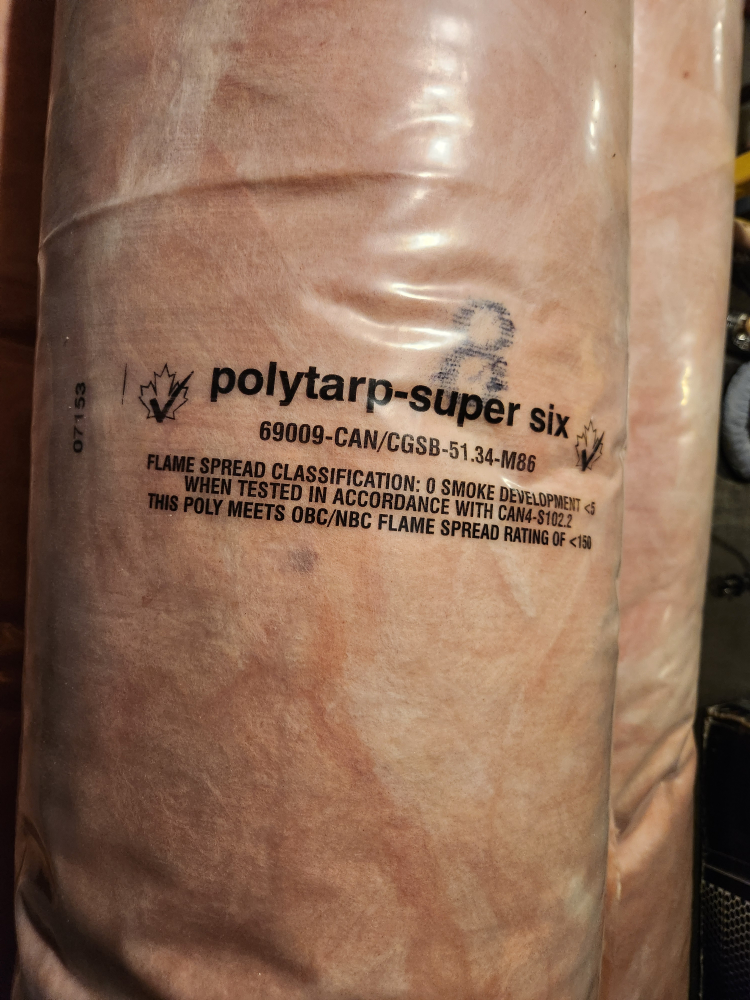 polytarp-super six
69009-CAN/CGSB-51.34-M86
FLAME SPREAD CLASSIFICATION: 0 SMOKE DEVELOPMENT <5
WHEN TESTED IN ACCORDANCE WITH CAN4-S102.2
THIS POLY MEETS OBC/NBC FLAME SPREAD RATING OF <150
07153